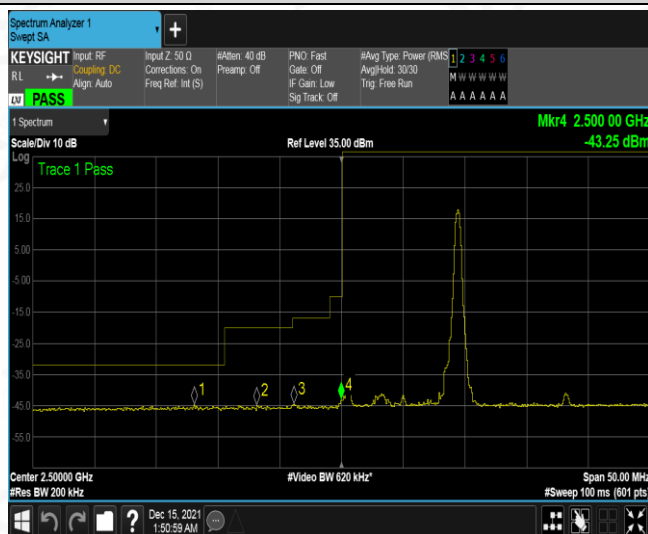 Spectrum Analyzer 1
Swept SA
+
KEYSIGHT
RL
PASS
Input: RF
Coupling: DC
Align: Auto
Input Z: 50 Ω
Corrections: On
Freq Ref: Int (S)
#Atten: 40 dB
Preamp: Off
PNO: Fast
Gate: Off
IF Gain: Low
Sig Track: Off
#Avg Type: Power (RMS
Avg|Hold: 30/30
Trig: Free Run
1 2 3 4 5 6
M W W W W W
A A A A A A
1 Spectrum
Mkr4 2.500 00 GHz
Scale/Div 10 dB
Ref Level 35.00 dBm
-43.25 dBm
Log
Trace 1 Pass
25.0
15.0
5.00
-5.00
-15.0
-25.0
-35.0
-45.0
-55.0
1
2
3
4
Center 2.50000 GHz
#Video BW 620 kHz*
Span 50.00 MHz
#Res BW 200 kHz
#Sweep 100 ms (601 pts)
?
Dec 15, 2021
1:50:59 AM